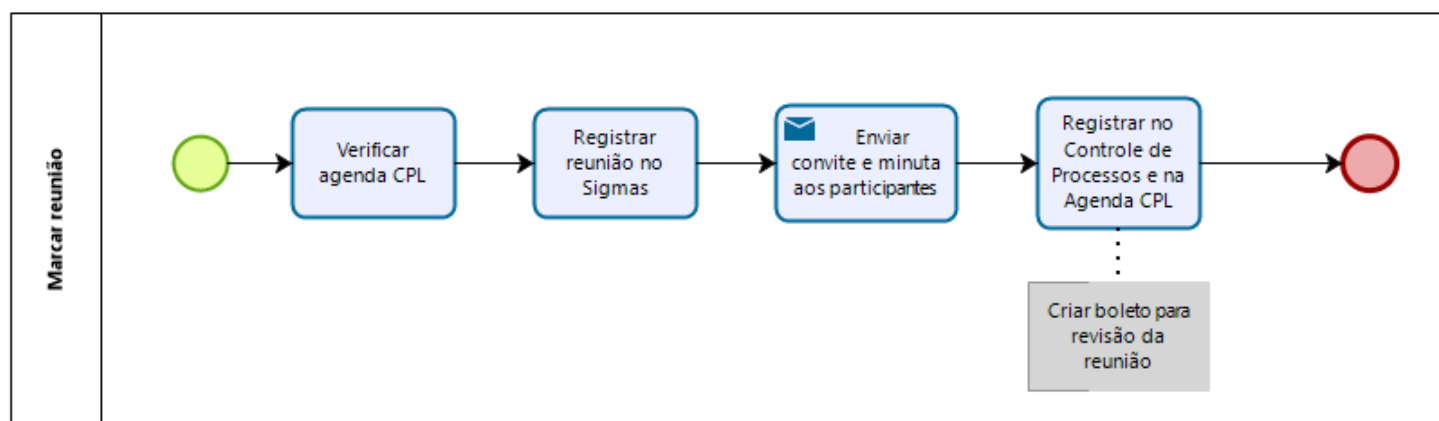 Marcar reunião
Verificar
agenda CPL
Registrar
reunião no
Sigmas
Enviar
convite e minuta
aos participantes
Registrar no
Controle de
Processos e na
Agenda CPL
Criar boleto para
revisão da
reunião